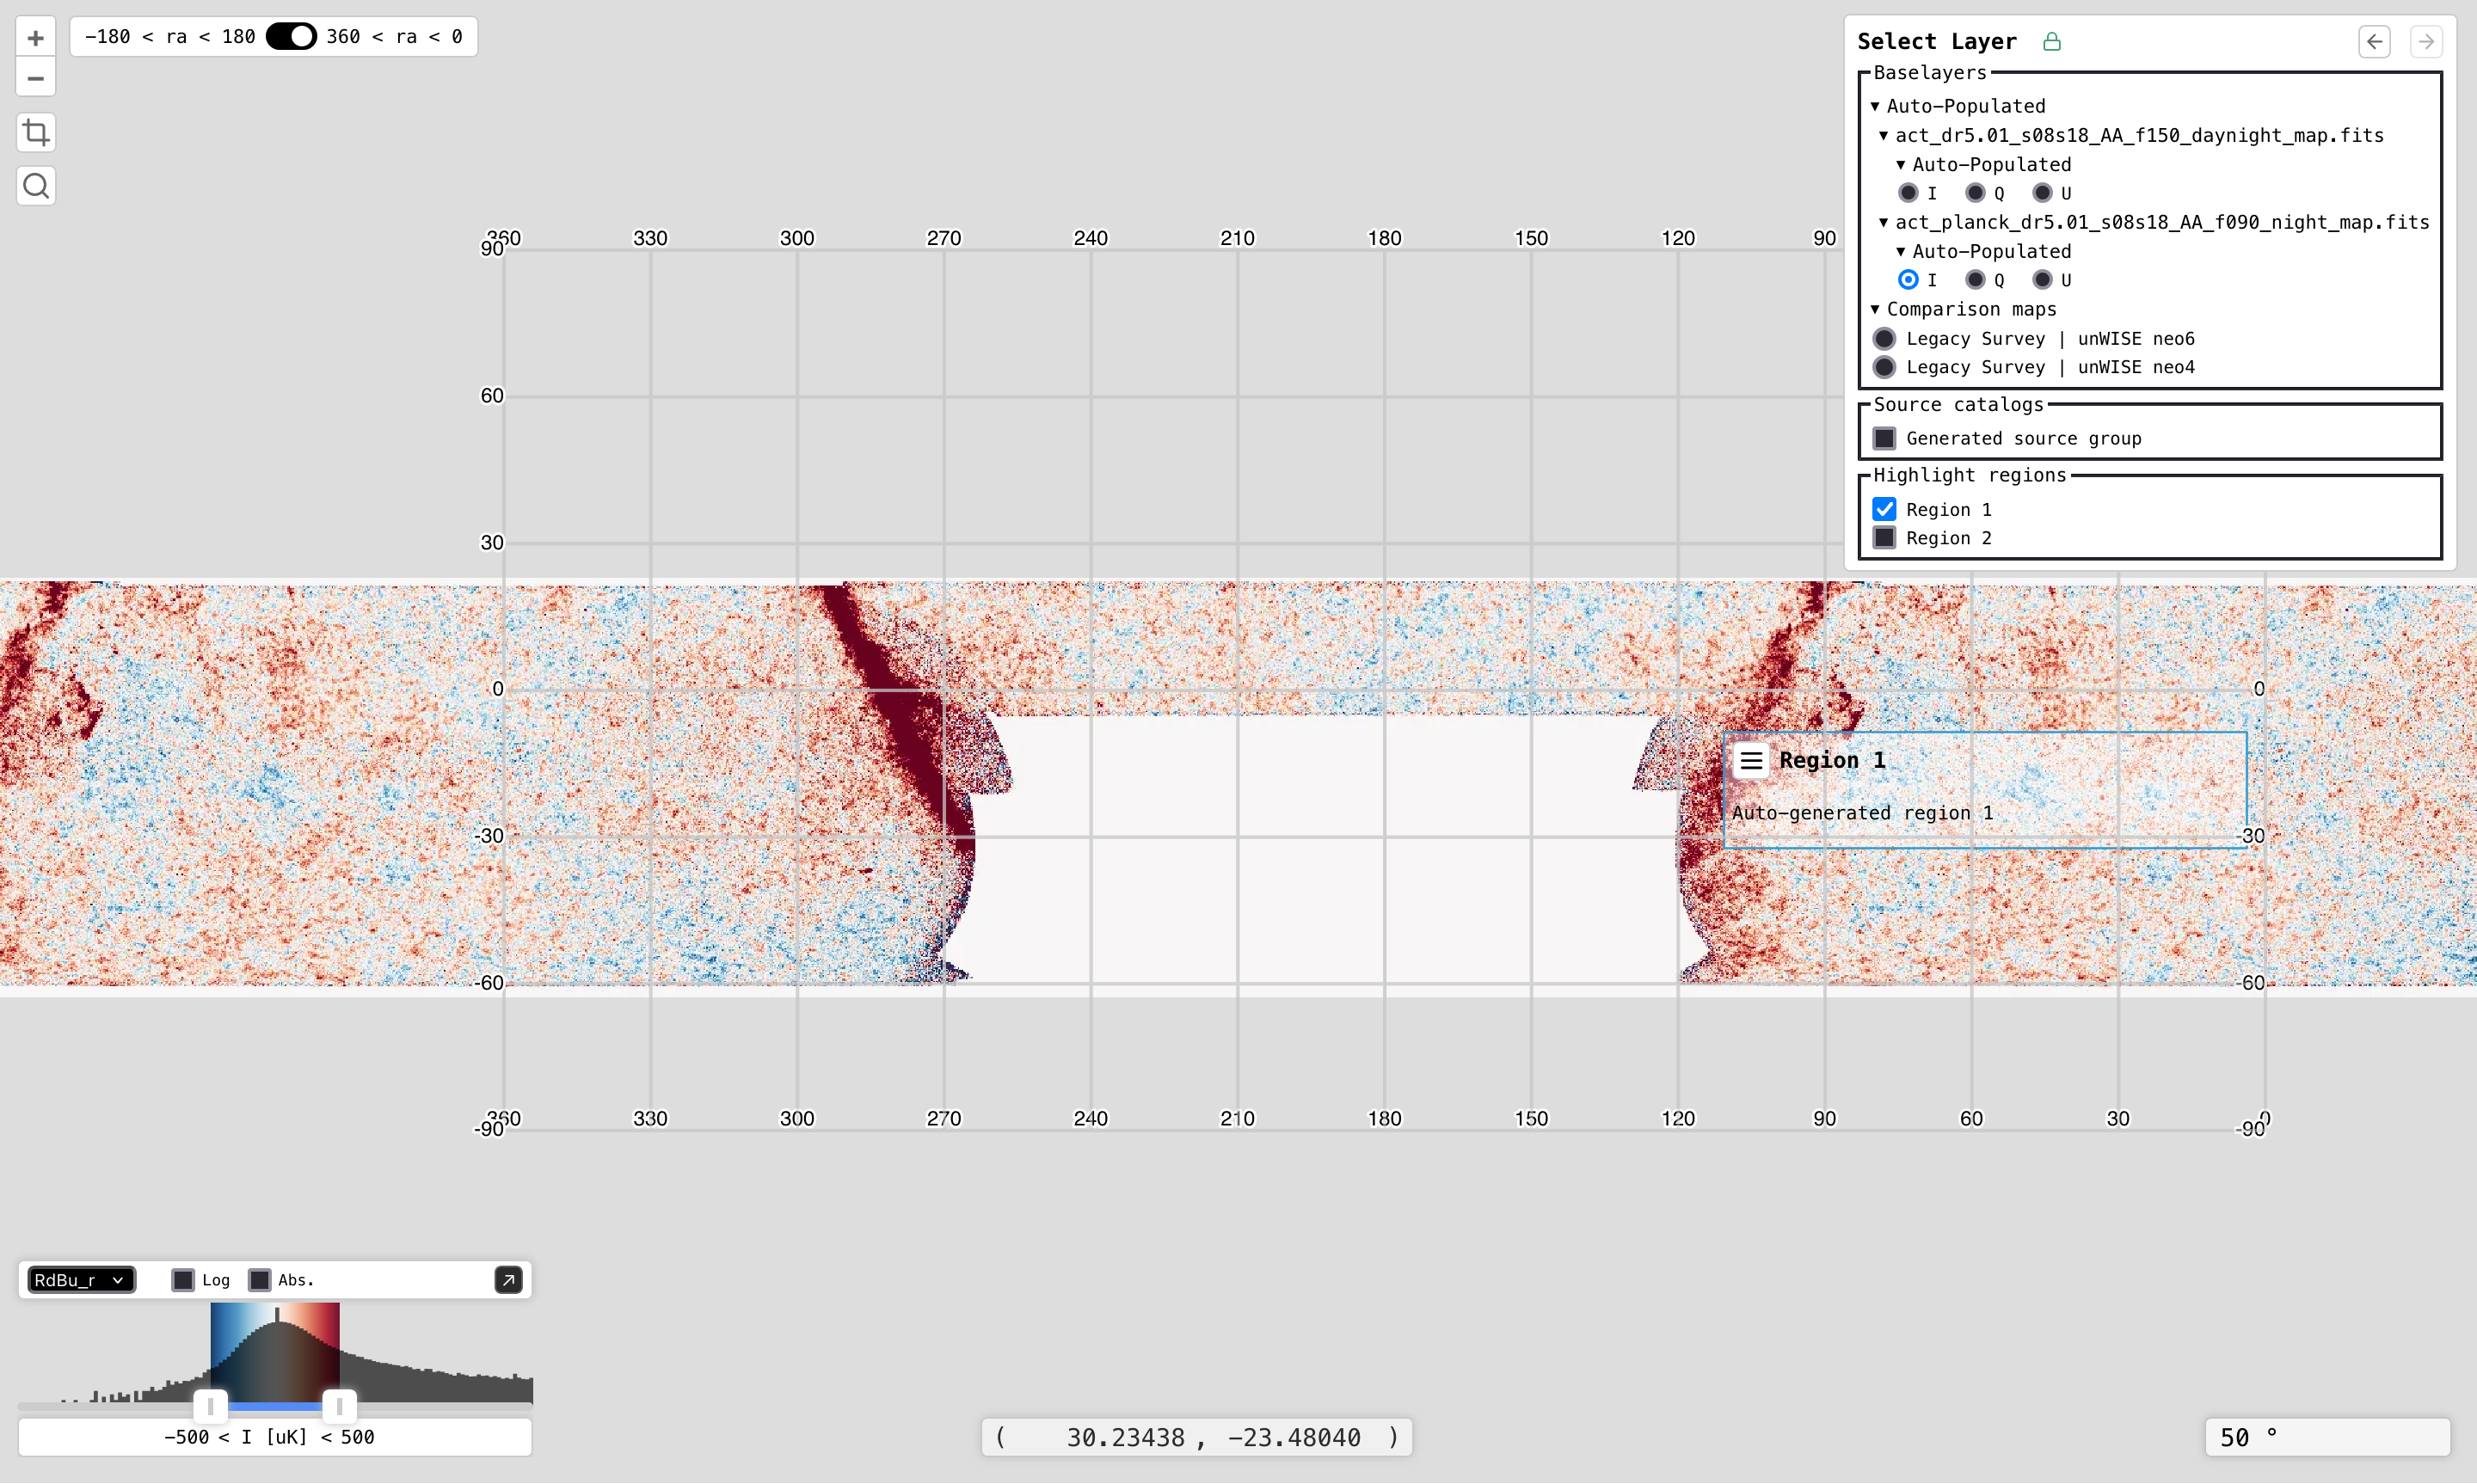 −180 < ra < 180 360 < ra < 0
Select Layer
Baselayers
Auto-Populated
act_dr5.01_s08s18_AA_f150_daynight_map.fits
Auto-Populated
I Q U
act_planck_dr5.01_s08s18_AA_f090_night_map.fits
Auto-Populated
I Q U
Comparison maps
Legacy Survey | unWISE neo6
Legacy Survey | unWISE neo4
Source catalogs
Generated source group
Highlight regions
Region 1
Region 2
360 330 300 270 240 210 180 150 120 90
90
60
30
0 0
Region 1
Auto-generated region 1
-30 -30
-60 -60
360 330 300 270 240 210 180 150 120 90 60 30 0
-90 -90
RdBu_r Log Abs.
−500 < I [uK] < 500
( 30.23438 , −23.48040 )
50 °